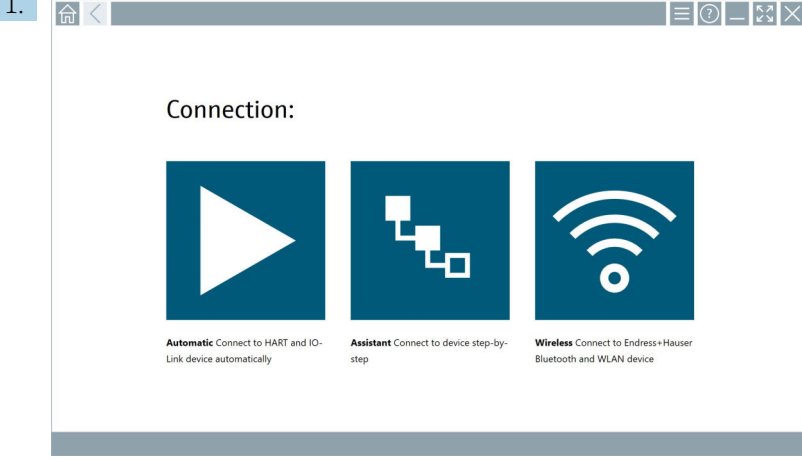 1.
Connection:
Automatic Connect to HART and IO-
Link device automatically
Assistant Connect to device step-by-
step
Wireless Connect to Endress+Hauser
Bluetooth and WLAN device